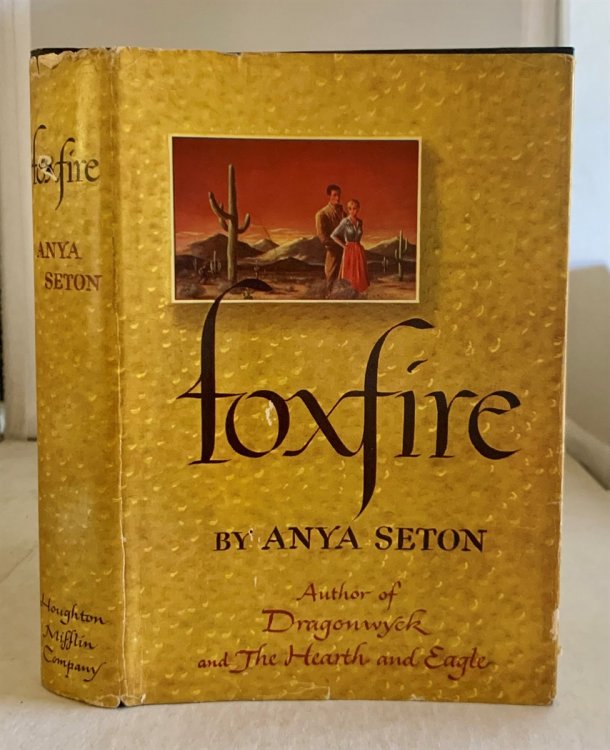 foxfire
ANYA
SETON
Houghton
Mifflin
Company
foxfire
BY ANYA SETON
Author of
Dragonwyck
and The Hearth and Eagle